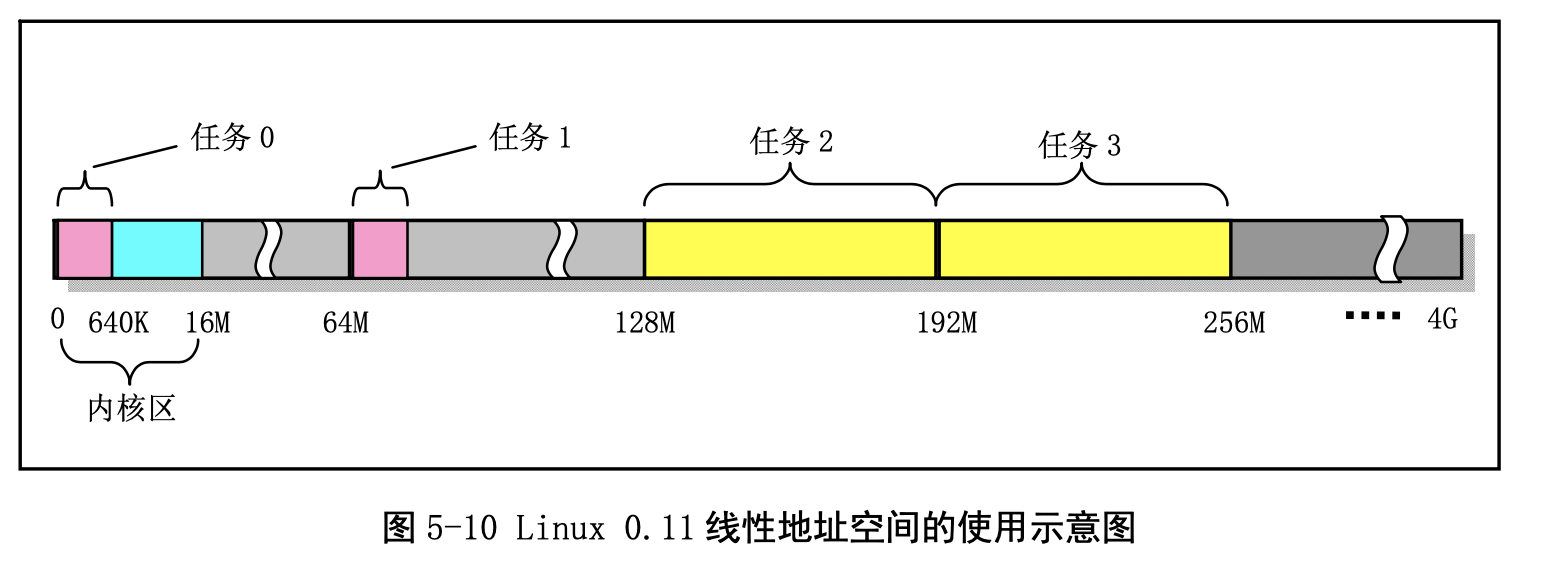 任务 0 任务 1 任务 2 任务 3
0 640K 16M 64M 128M 192M 256M ▪▪▪▪ 4G
内核区
图 5-10 Linux 0.11 线性地址空间的使用示意图